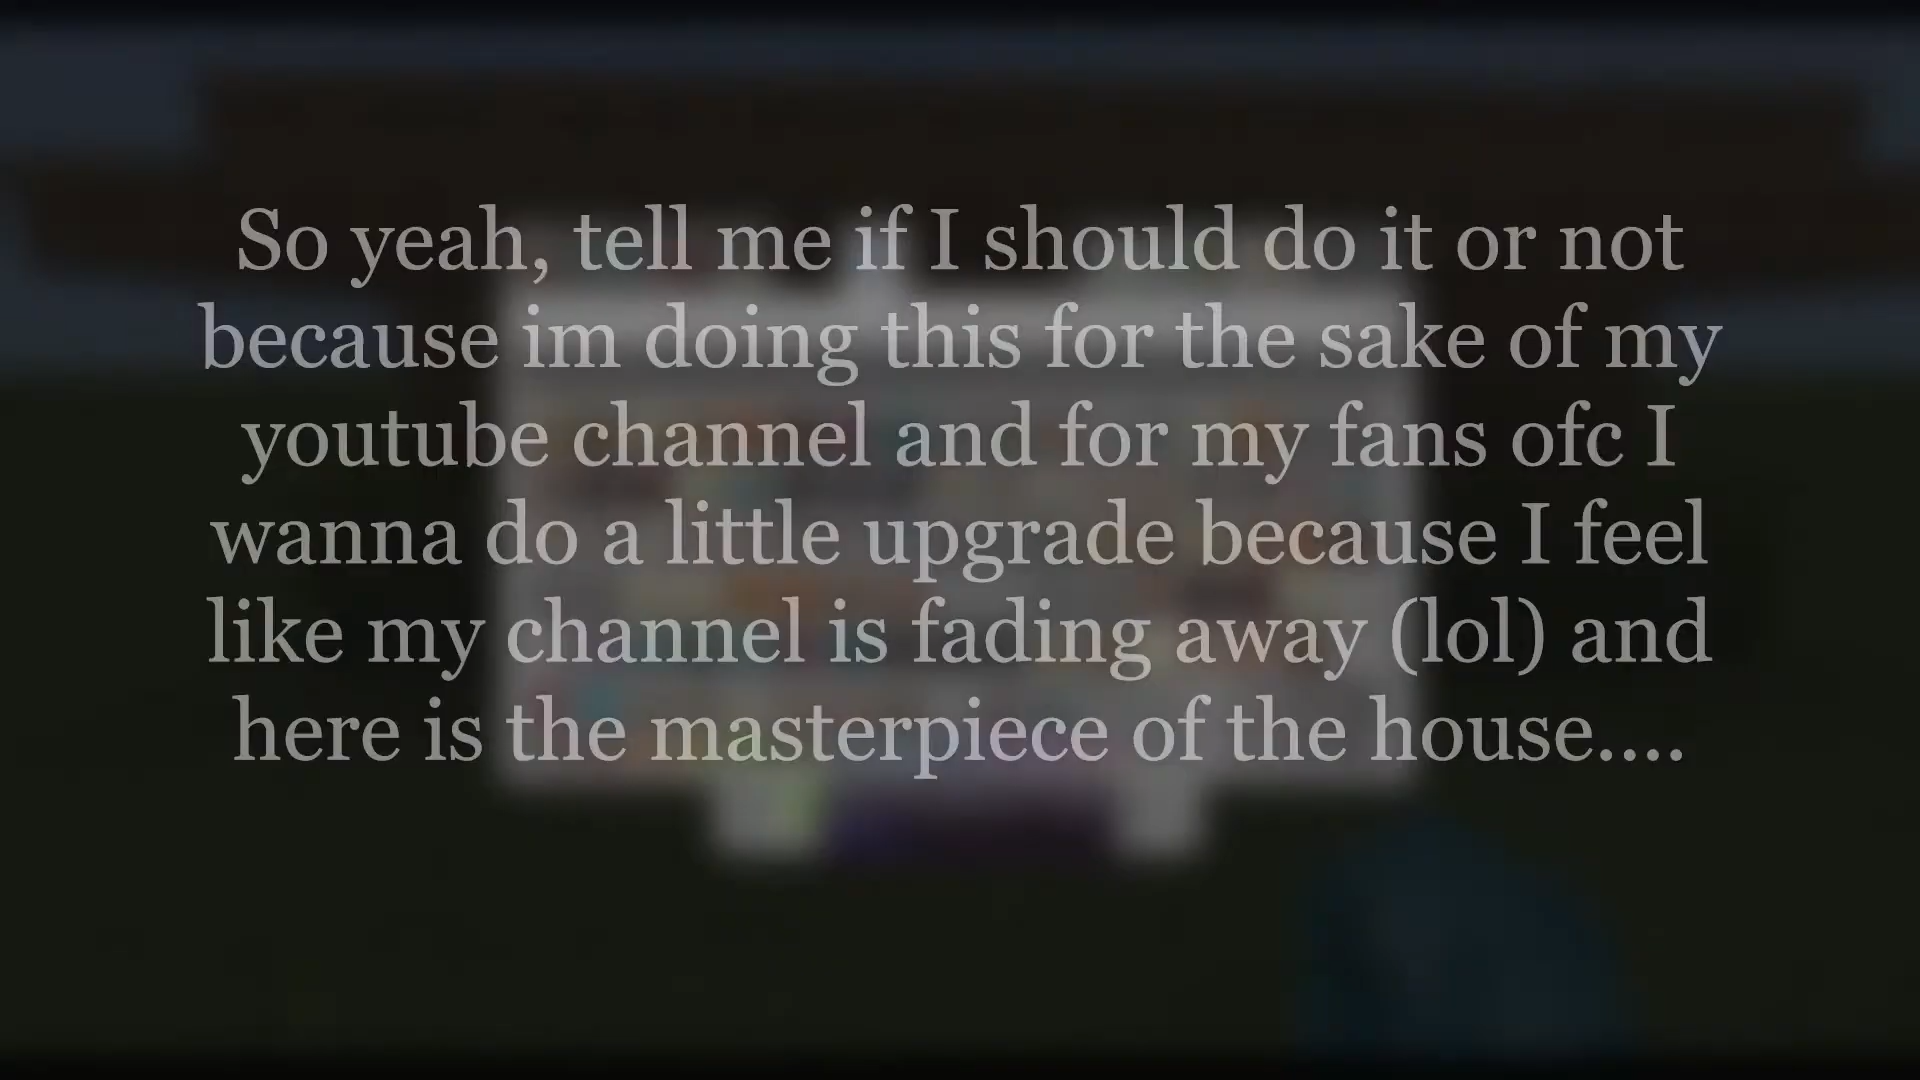 So yeah, tell me if I should do it or not
because im doing this for the sake of my
youtube channel and for my fans ofc I
wanna do a little upgrade because I feel
like my channel is fading away (lol) and
here is the masterpiece of the house....